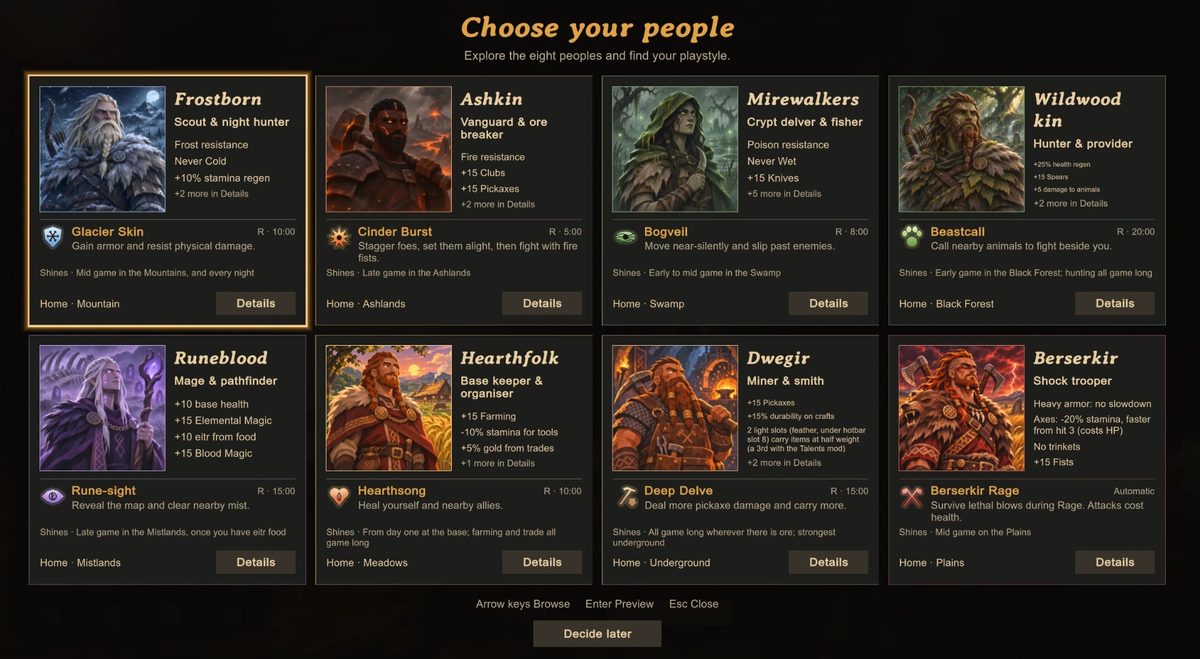 Choose your people
Explore the eight peoples and find your playstyle.
Frostborn
Scout & night hunter
Frost resistance
Never Cold
+10% stamina regen
+2 more in Details
Glacier Skin
R · 10:00
Gain armor and resist physical damage.
Shines · Mid game in the Mountains, and every night
Home · Mountain
Details
Ashkin
Vanguard & ore
breaker
Fire resistance
+15 Clubs
+15 Pickaxes
+2 more in Details
Cinder Burst
R · 5:00
Stagger foes, set them alight, then fight with fire
fists.
Shines · Late game in the Ashlands
Home · Ashlands
Details
Mirewalkers
Crypt delver & fisher
Poison resistance
Never Wet
+15 Knives
+5 more in Details
Bogveil
R · 8:00
Move near-silently and slip past enemies.
Shines · Early to mid game in the Swamp
Home · Swamp
Details
Wildwood
kin
Hunter & provider
+25% health regen
+15 Spears
+5 damage to animals
+2 more in Details
Beastcall
R · 20:00
Call nearby animals to fight beside you.
Shines · Early game in the Black Forest; hunting all game long
Home · Black Forest
Details
Runeblood
Mage & pathfinder
+10 base health
+15 Elemental Magic
+10 eitr from food
+15 Blood Magic
Rune-sight
R · 15:00
Reveal the map and clear nearby mist.
Shines · Late game in the Mistlands, once you have eitr food
Home · Mistlands
Details
Hearthfolk
Base keeper &
organiser
+15 Farming
-10% stamina for tools
+5% gold from trades
+1 more in Details
Hearthsong
R · 10:00
Heal yourself and nearby allies.
Shines · From day one at the base; farming and trade all
game long
Home · Meadows
Details
Dwegir
Miner & smith
+15 Pickaxes
+15% durability on crafts
2 light slots (feather, under hotbar
slot 8) carry items at half weight
(a 3rd with the Talents mod)
+2 more in Details
Deep Delve
R · 15:00
Deal more pickaxe damage and carry more.
Shines · All game long wherever there is ore; strongest
underground
Home · Underground
Details
Berserkir
Shock trooper
Heavy armor: no slowdown
Axes: -20% stamina, faster
from hit 3 (costs HP)
No trinkets
+15 Fists
Berserkir Rage
Automatic
Survive lethal blows during Rage. Attacks cost
health.
Shines · Mid game on the Plains
Home · Plains
Details
Arrow keys Browse Enter Preview Esc Close
Decide later